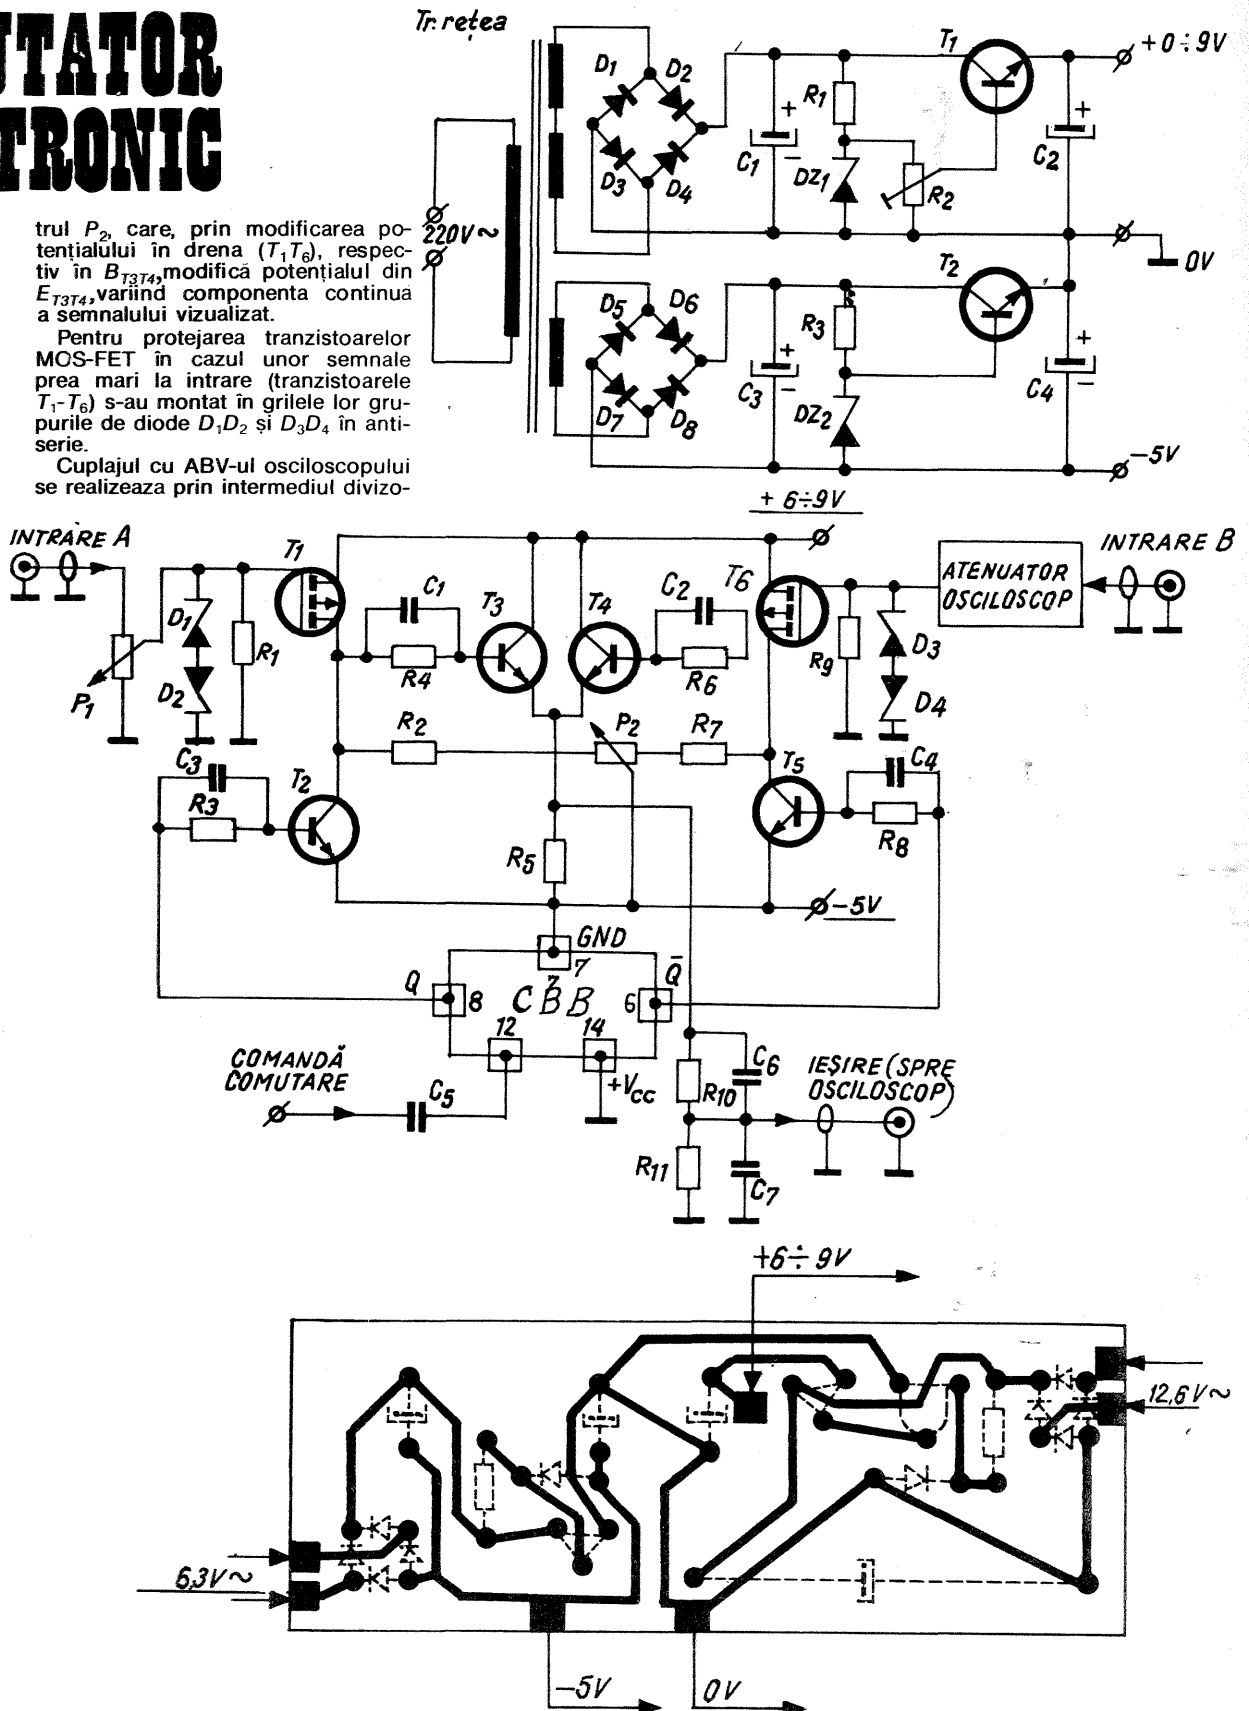 UTATOR
TRONIC
trul P2, care, prin modificarea po-
tențialului în drena (T1T6), respec-
tiv în BT3T4, modifică potențialul din
ET3T4, variind componenta continuă
a semnalului vizualizat.
Pentru protejarea tranzistoarelor
MOS-FET în cazul unor semnale
prea mari la intrare (tranzistoarele
T1-T6) s-au montat în grilele lor gru-
purile de diode D1D2 și D3D4 în anti-
serie.
Cuplajul cu ABV-ul osciloscopului
se realizeaza prin intermediul divizo-
Tr. rețea
220V~
D1
D2
D3
D4
C1
+
−
R1
DZ1
R2
T1
C2
+
+0÷9V
0V
D5
D6
D7
D8
C3
+
−
R3
DZ2
T2
C4
+
−
−5V
+ 6÷9V
INTRARE A
P1
D1
D2
R1
T1
C1
R4
T3
T4
C2
R6
T6
R9
D3
D4
ATENUATOR
OSCILOSCOP
INTRARE B
R2
P2
R7
C3
R3
T2
R5
T5
C4
R8
−5V
GND
7
7
Q
8
CBB
6
Q̄
12
14
+Vcc
COMANDĂ
COMUTARE
C5
R10
C6
IEȘIRE (SPRE
OSCILOSCOP)
R11
C7
+6÷9V
12,6V~
6,3V~
−5V
0V